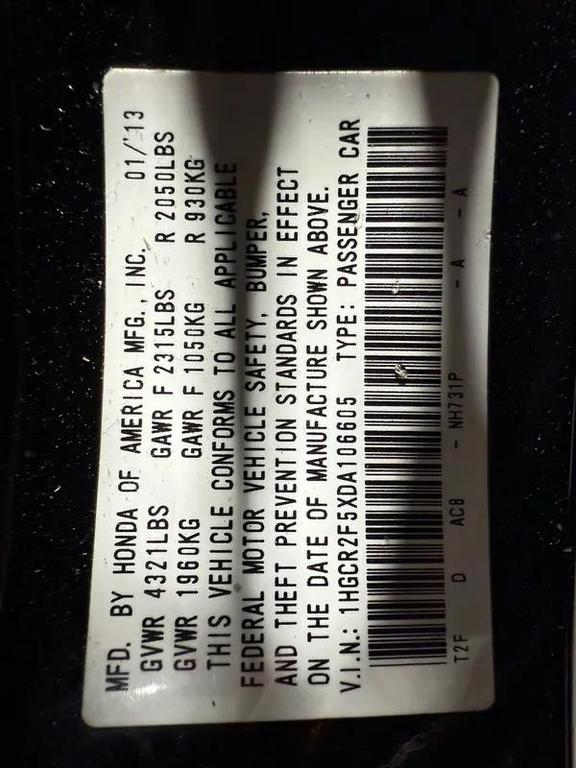 MFD. BY HONDA OF AMERICA MFG., INC. 01/'13
GVWR 4321LBS GAWR F 2315LBS R 2050LBS
GVWR 1960KG GAWR F 1050KG R 930KG
THIS VEHICLE CONFORMS TO ALL APPLICABLE
FEDERAL MOTOR VEHICLE SAFETY, BUMPER,
AND THEFT PREVENTION STANDARDS IN EFFECT
ON THE DATE OF MANUFACTURE SHOWN ABOVE.
V.I.N.: 1HGCR2F5XDA106605 TYPE: PASSENGER CAR
T2F D AC8 - NH731P -A -A